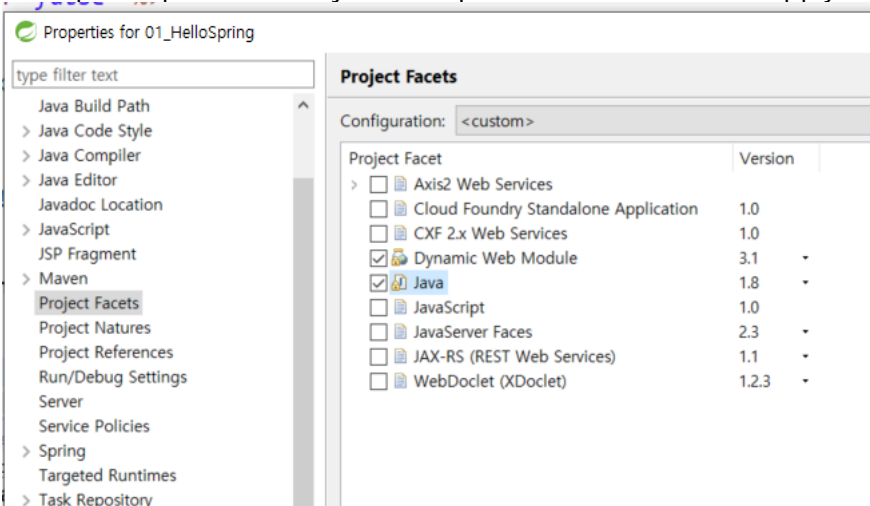 Properties for 01_HelloSpring
type filter text
Java Build Path
Java Code Style
Java Compiler
Java Editor
Javadoc Location
JavaScript
JSP Fragment
Maven
Project Facets
Project Natures
Project References
Run/Debug Settings
Server
Service Policies
Spring
Targeted Runtimes
Task Repository
Project Facets
Configuration: <custom>
Project Facet Version
Axis2 Web Services
Cloud Foundry Standalone Application 1.0
CXF 2.x Web Services 1.0
Dynamic Web Module 3.1
Java 1.8
JavaScript 1.0
JavaServer Faces 2.3
JAX-RS (REST Web Services) 1.1
WebDoclet (XDoclet) 1.2.3